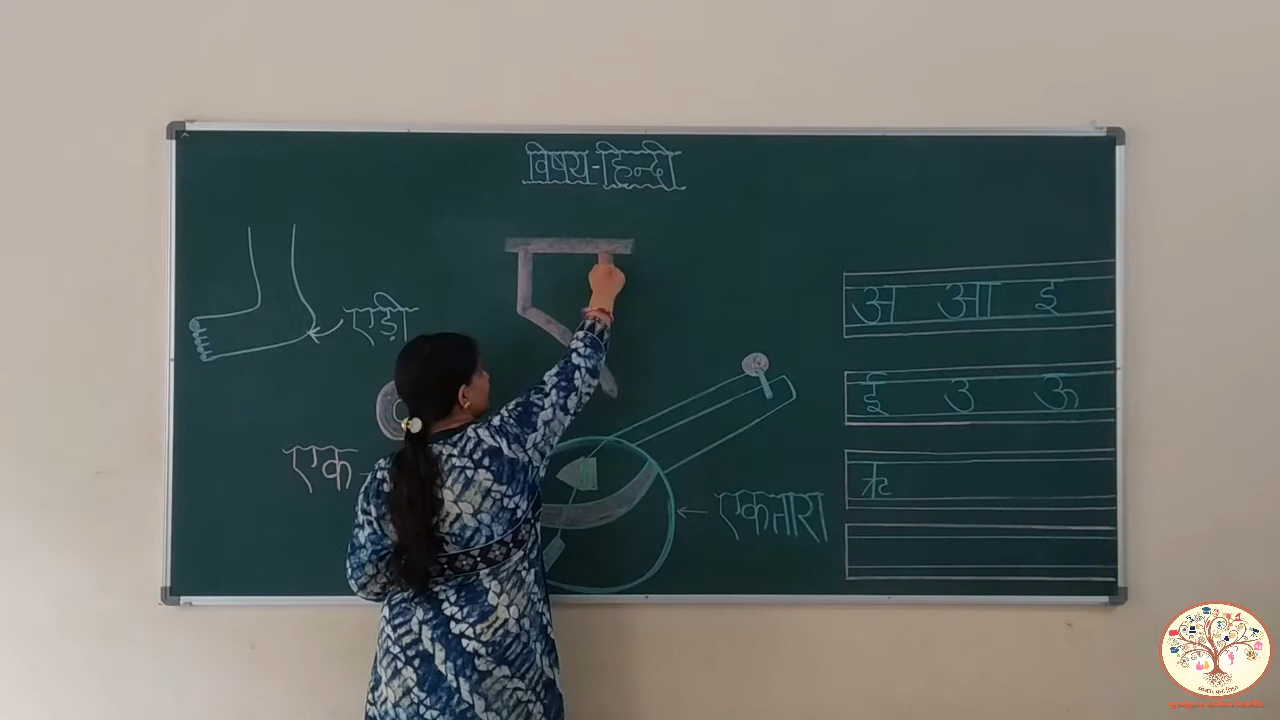 विषय-हिन्दी
ए
एड़ी
एक
एकतारा
अ आ इ
ई उ ऊ
ऋ